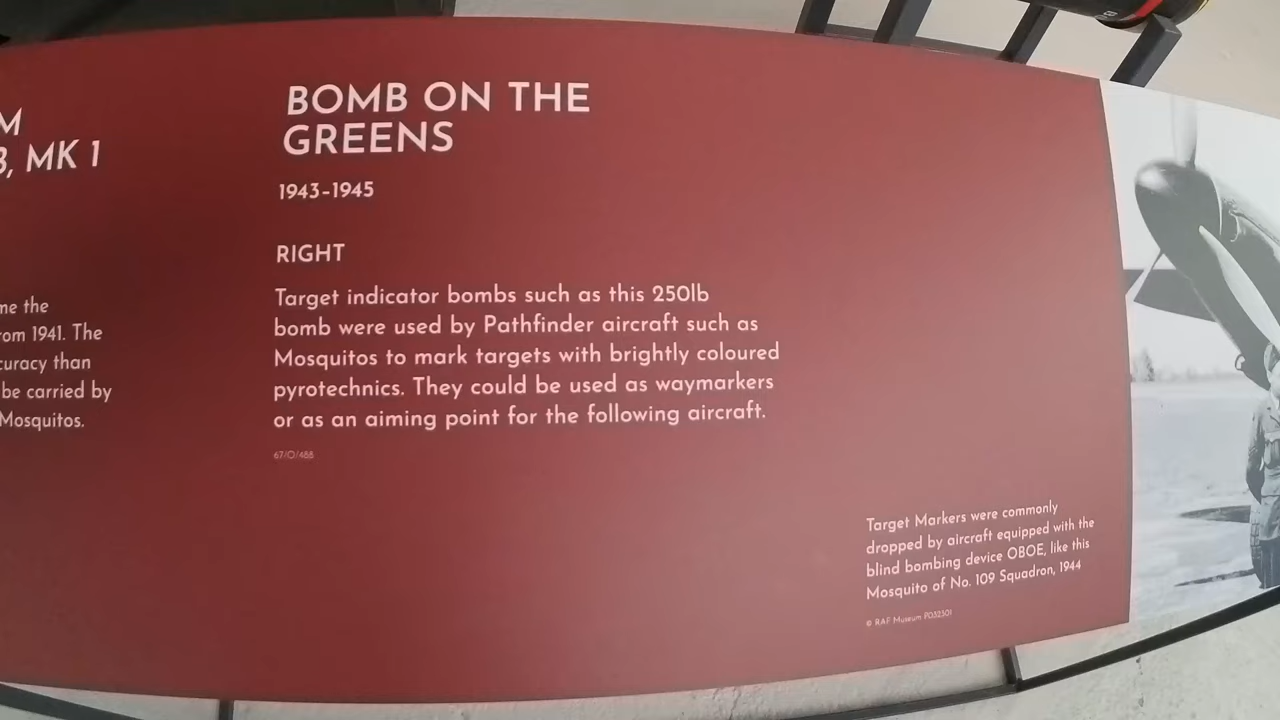 M
B, MK 1
me the
rom 1941. The
curacy than
be carried by
Mosquitos.
BOMB ON THE
GREENS
1943-1945
RIGHT
Target indicator bombs such as this 250lb
bomb were used by Pathfinder aircraft such as
Mosquitos to mark targets with brightly coloured
pyrotechnics. They could be used as waymarkers
or as an aiming point for the following aircraft.
67/O/488
Target Markers were commonly
dropped by aircraft equipped with the
blind bombing device OBOE, like this
Mosquito of No. 109 Squadron, 1944
© RAF Museum P032501